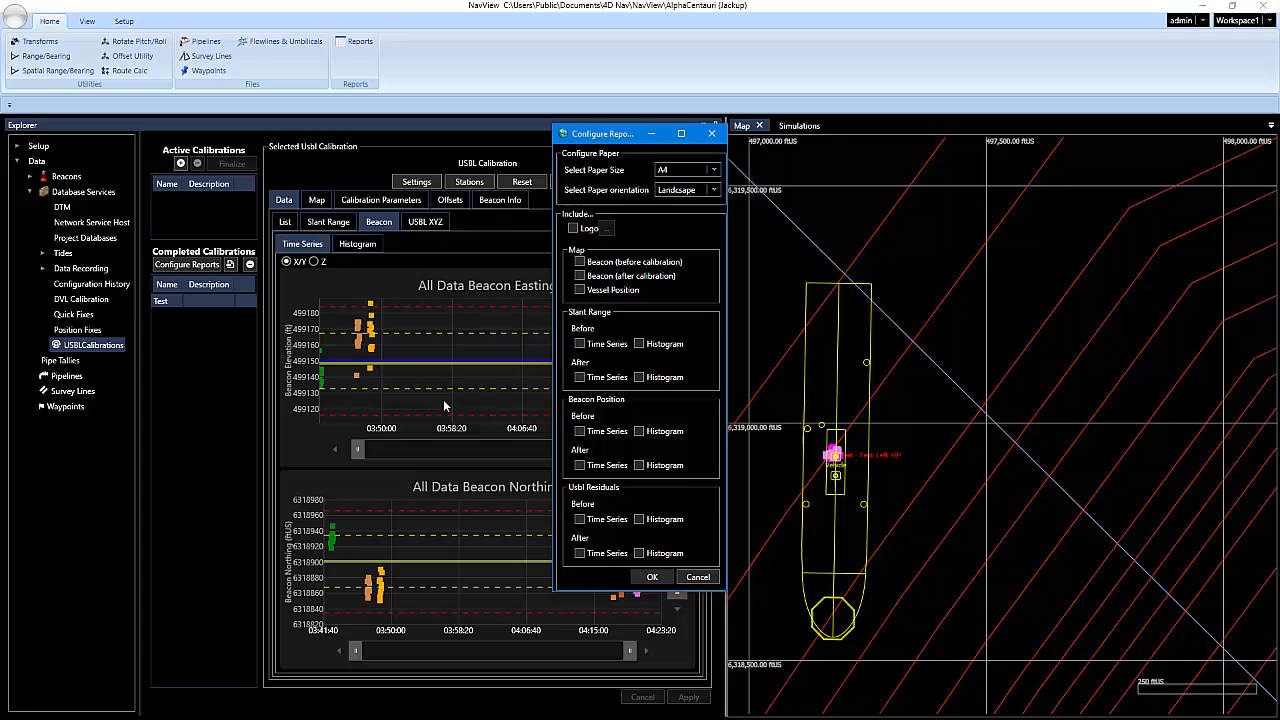 NavView C:\Users\Public\Documents\4D Nav\NavView\AlphaCentauri (Jackup)
Home View Setup
admin Workspace1
Transforms Rotate Pitch/Roll Pipelines Flowlines & Umbilicals Reports
Range/Bearing Offset Utility Survey Lines
Spatial Range/Bearing Route Calc Waypoints
Utilities Files Reports
Explorer
Setup
Data
Beacons
Database Services
DTM
Network Service Host
Project Databases
Tides
Data Recording
Configuration History
DVL Calibration
Quick Fixes
Position Fixes
USBLCalibrations
Pipe Tallies
Pipelines
Survey Lines
Waypoints
Active Calibrations
Finalize
Name Description
Completed Calibrations
Configure Reports
Name Description
Test
Selected Usbl Calibration
USBL Calibration
Settings Stations Reset
Data Map Calibration Parameters Offsets Beacon Info
List Slant Range Beacon USBL XYZ
Time Series Histogram
X/Y Z
All Data Beacon Easting
Beacon Elevation (ft)
499180
499170
499160
499150
499140
499130
499120
03:50:00 03:58:20 04:06:40
All Data Beacon Northin
Beacon Northing (ftUS)
6318980
6318960
6318940
6318920
6318900
6318880
6318860
6318840
6318820
03:41:40 03:50:00 03:58:20 04:06:40 04:15:00 04:23:20
Cancel Apply
Configure Repo...
Configure Paper
Select Paper Size A4
Select Paper orientation Landscape
Include...
Logo ...
Map
Beacon (before calibration)
Beacon (after calibration)
Vessel Position
Slant Range
Before
Time Series Histogram
After
Time Series Histogram
Beacon Position
Before
Time Series Histogram
After
Time Series Histogram
Usbl Residuals
Before
Time Series Histogram
After
Time Series Histogram
OK Cancel
Map Simulations
497,000.00 ftUS 497,500.00 ftUS 498,000.00 ftUS
6,319,500.00 ftUS
6,319,000.00 ftUS
Vehicle
6,318,500.00 ftUS
250 ftUS